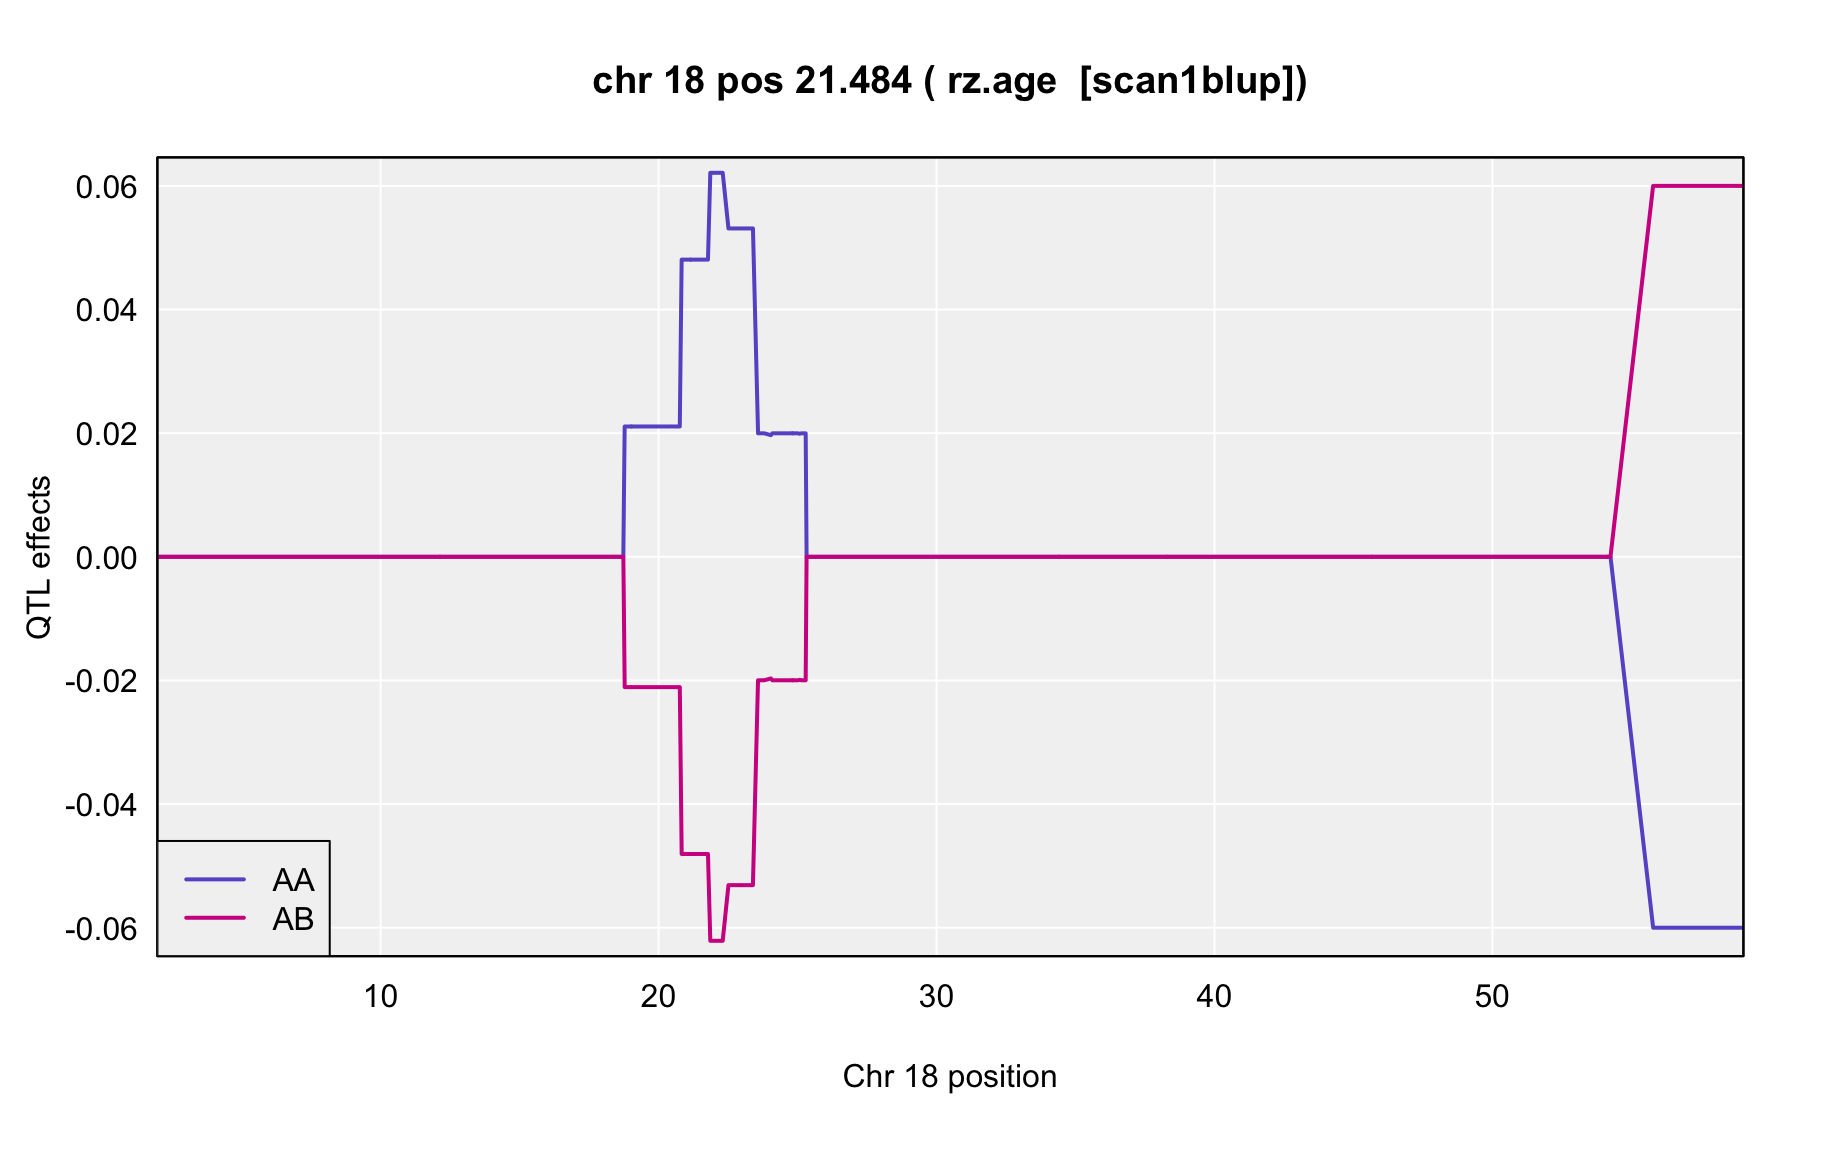 chr 18 pos 21.484 ( rz.age  [scan1blup])
0.06
0.04
0.02
0.00
-0.02
-0.04
-0.06
QTL effects
AA
AB
10 20 30 40 50
Chr 18 position